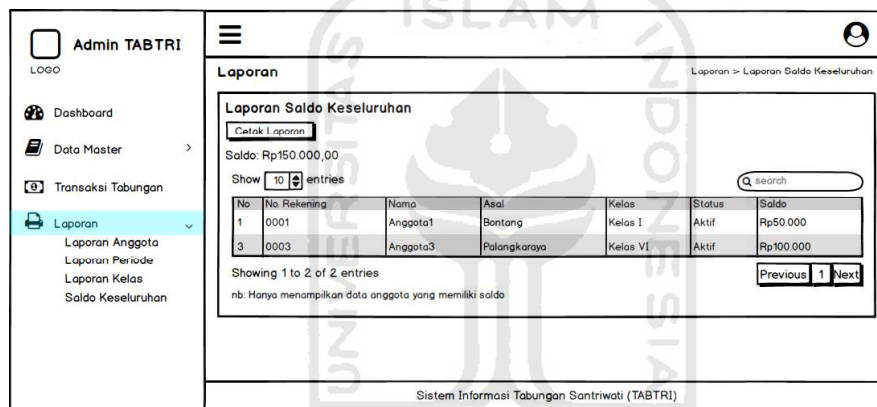 Admin TABTRI
LOGO
Dashboard
Data Master >
Transaksi Tabungan
Laporan
Laporan Anggota
Laporan Periode
Laporan Kelas
Saldo Keseluruhan
Laporan
Laporan > Laporan Saldo Keseluruhan
Laporan Saldo Keseluruhan
Cetak Laporan
Saldo: Rp150.000,00
Show 10 entries
search
No No. Rekening Nama Asal Kelas Status Saldo
1 0001 Anggota1 Bontang Kelas I Aktif Rp50.000
3 0003 Anggota3 Palangkaraya Kelas VI Aktif Rp100.000
Showing 1 to 2 of 2 entries
Previous 1 Next
nb: Hanya menampilkan data anggota yang memiliki saldo
Sistem Informasi Tabungan Santriwati (TABTRI)
ISLAM
UNIVERSITAS
INDONESIA